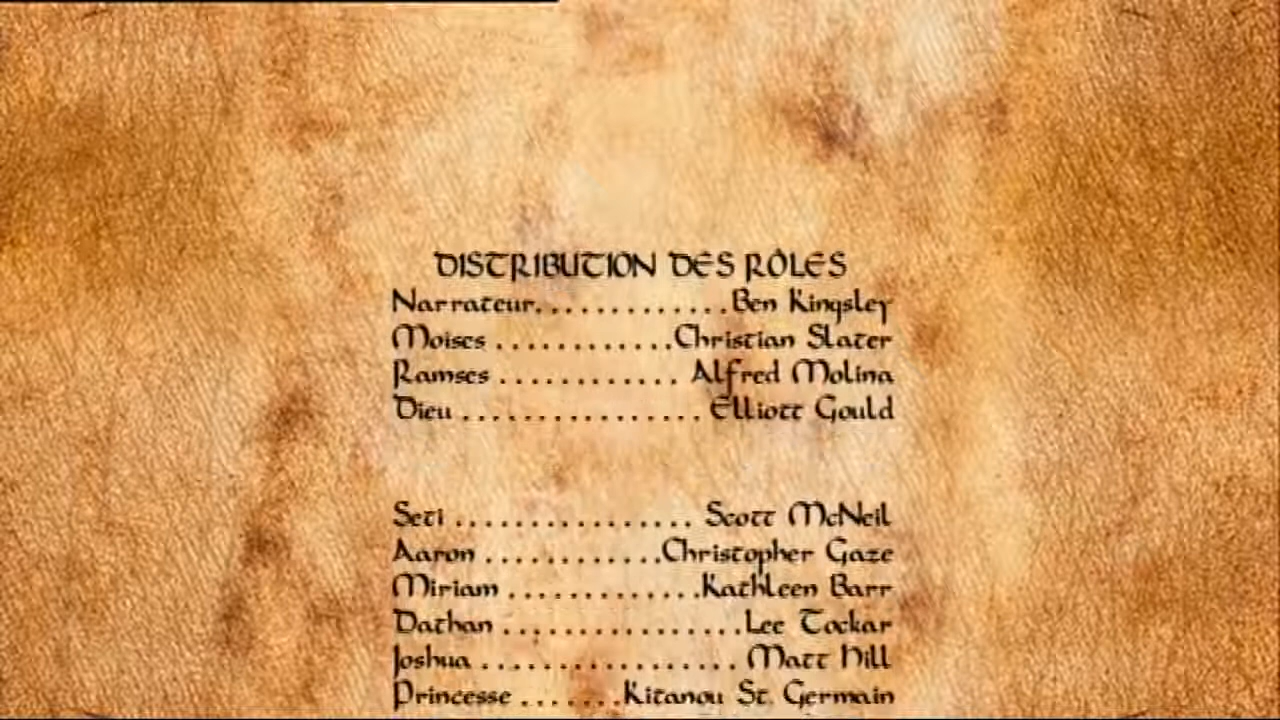 DISTRIBUTION DES RÔLES
Narrateur.............Ben Kingsley
Moises ............Christian Slater
Ramses ............ Alfred Molina
Dieu ................ Elliott Gould
Seti ................ Scott McNeil
Aaron ............Christopher Gaze
Miriam .............Kathleen Barr
Dathan ................Lee Tockar
Joshua ................. Matt Hill
Princesse .......Kitanou St. Germain